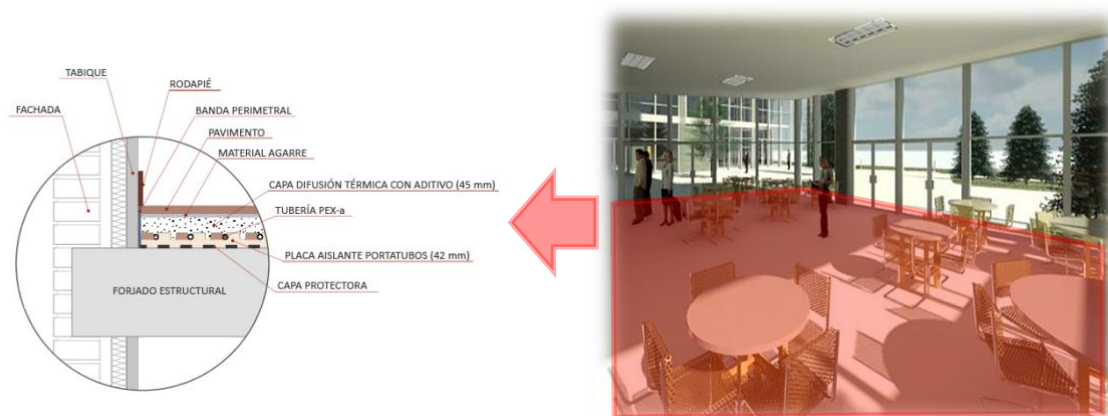 TABIQUE
RODAPIÉ
FACHADA
BANDA PERIMETRAL
PAVIMENTO
MATERIAL AGARRE
CAPA DIFUSIÓN TÉRMICA CON ADITIVO (45 mm)
TUBERÍA PEX-a
PLACA AISLANTE PORTATUBOS (42 mm)
CAPA PROTECTORA
FORJADO ESTRUCTURAL